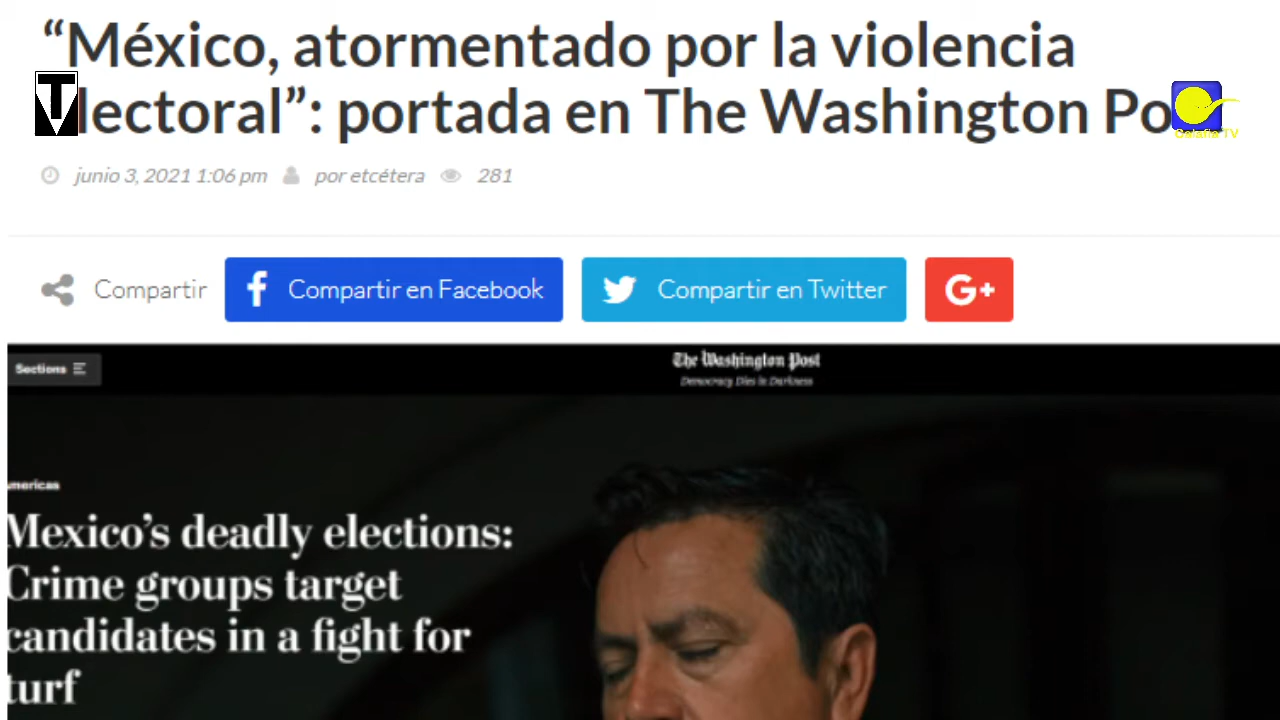 “México, atormentado por la violencia
T
lectoral”: portada en The Washington Po
Calafia TV
junio 3, 2021 1:06 pm por etcétera 281
Compartir
Compartir en Facebook
Compartir en Twitter
G+
Sections
The Washington Post
Democracy Dies in Darkness
mericas
Mexico’s deadly elections:
Crime groups target
candidates in a fight for
turf